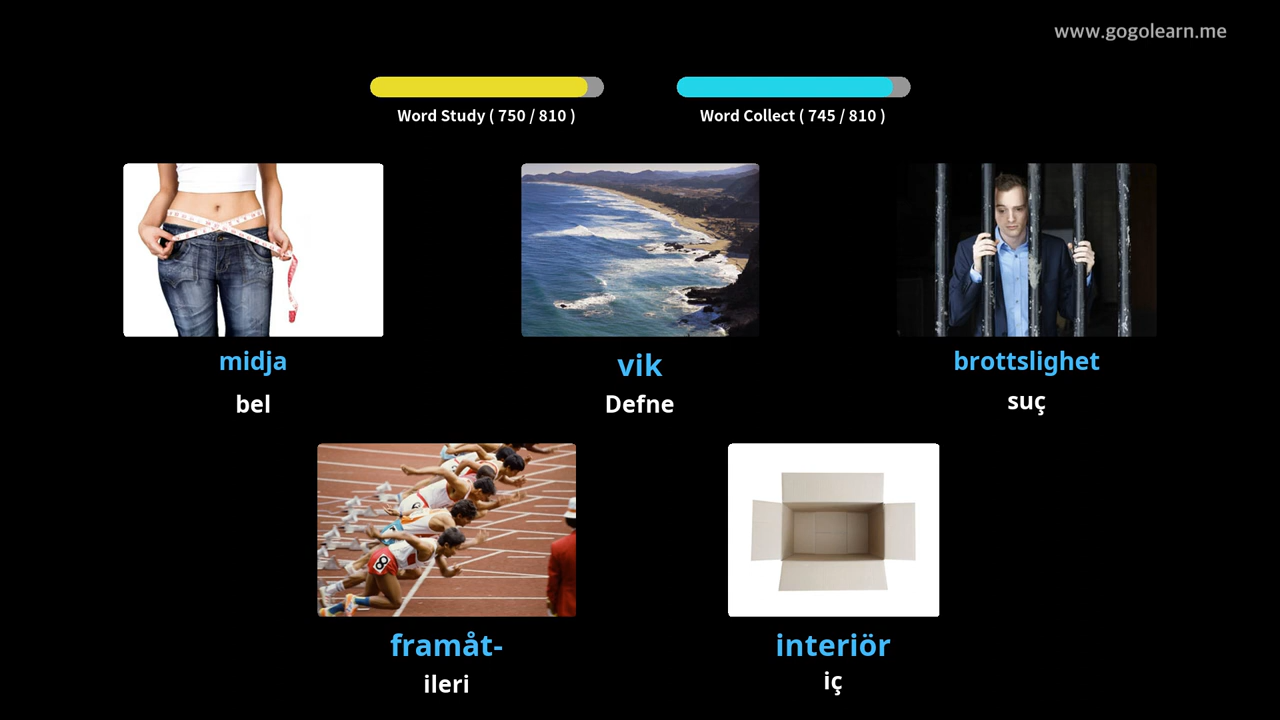 www.gogolearn.me
Word Study ( 750 / 810 )
Word Collect ( 745 / 810 )
midja
bel
vik
Defne
brottslighet
suç
framåt-
ileri
interiör
iç